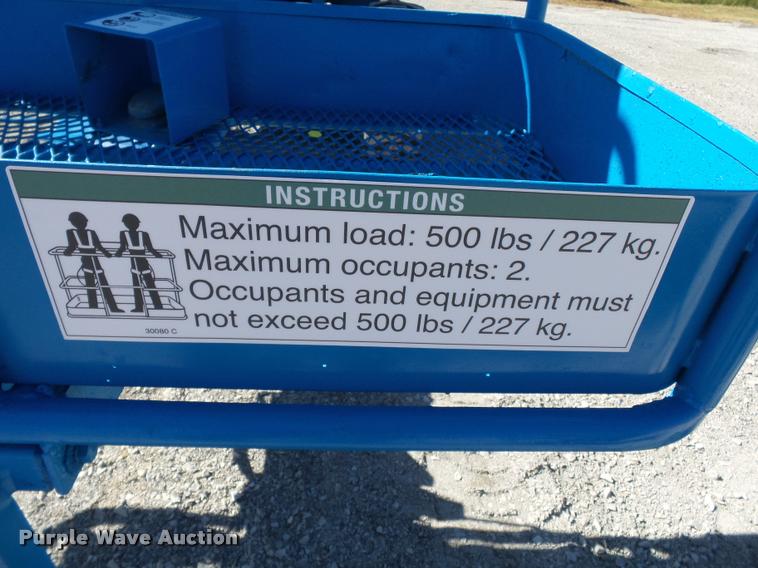 INSTRUCTIONS
Maximum load: 500 lbs / 227 kg.
Maximum occupants: 2.
Occupants and equipment must
not exceed 500 lbs / 227 kg.
30080 C
Purple Wave Auction